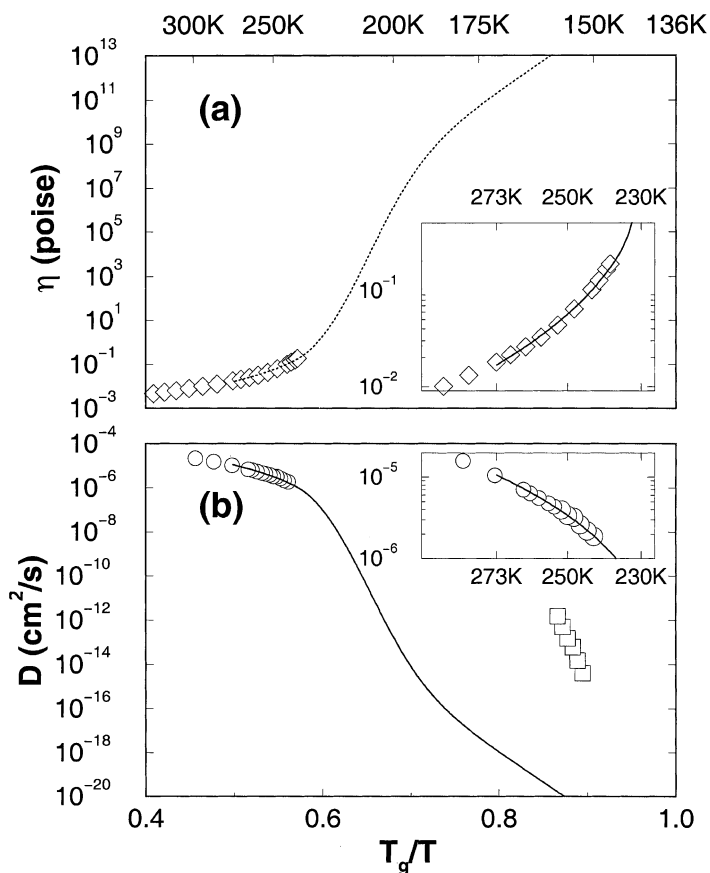 300K 250K 200K 175K 150K 136K
10^13
10^11
10^9
10^7
10^5
10^3
10^1
10^-1
10^-3
η (poise)
(a)
273K 250K 230K
10^-1
10^-2
10^-4
10^-6
10^-8
10^-10
10^-12
10^-14
10^-16
10^-18
10^-20
D (cm^2/s)
(b)
10^-5
10^-6
273K 250K 230K
0.4 0.6 0.8 1.0
T_g/T